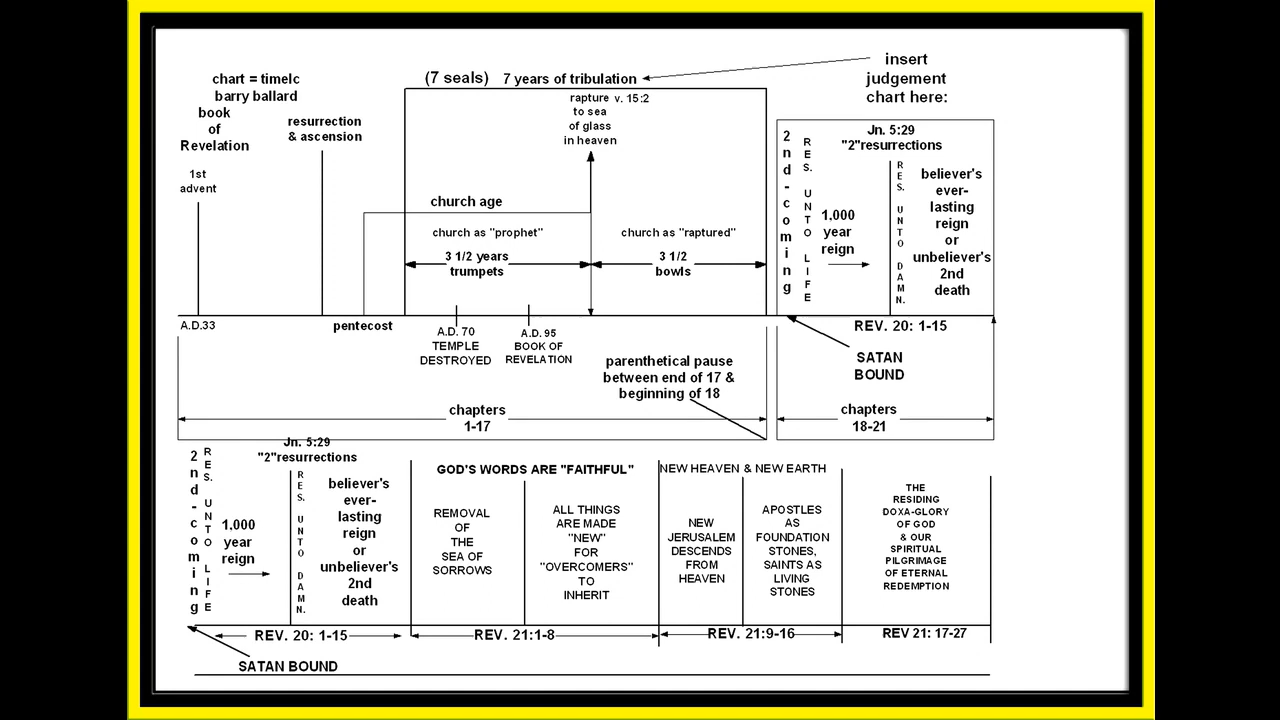 chart = timelc
barry ballard
book
of
Revelation
1st
advent
resurrection
& ascension
(7 seals) 7 years of tribulation
rapture v. 15:2
to sea
of glass
in heaven
church age
church as "prophet"
church as "raptured"
3 1/2 years
trumpets
3 1/2
bowls
insert
judgement
chart here:
2nd-coming
RES. UNTO LIFE
Jn. 5:29
"2"resurrections
1,000
year
reign
RES. UNTO DAMN.
believer's
ever-
lasting
reign
or
unbeliever's
2nd
death
A.D.33
pentecost
A.D. 70
TEMPLE
DESTROYED
A.D. 95
BOOK OF
REVELATION
REV. 20: 1-15
SATAN
BOUND
parenthetical pause
between end of 17 &
beginning of 18
chapters
1-17
chapters
18-21
2nd-coming
RES. UNTO LIFE
Jn. 5:29
"2"resurrections
1,000
year
reign
RES. UNTO DAMN.
believer's
ever-
lasting
reign
or
unbeliever's
2nd
death
GOD'S WORDS ARE "FAITHFUL"
REMOVAL
OF
THE
SEA OF
SORROWS
ALL THINGS
ARE MADE
"NEW"
FOR
"OVERCOMERS"
TO
INHERIT
NEW HEAVEN & NEW EARTH
NEW
JERUSALEM
DESCENDS
FROM
HEAVEN
APOSTLES
AS
FOUNDATION
STONES,
SAINTS AS
LIVING
STONES
THE
RESIDING
DOXA-GLORY
OF GOD
& OUR
SPIRITUAL
PILGRIMAGE
OF ETERNAL
REDEMPTION
REV. 20: 1-15
REV. 21:1-8
REV. 21:9-16
REV 21: 17-27
SATAN BOUND